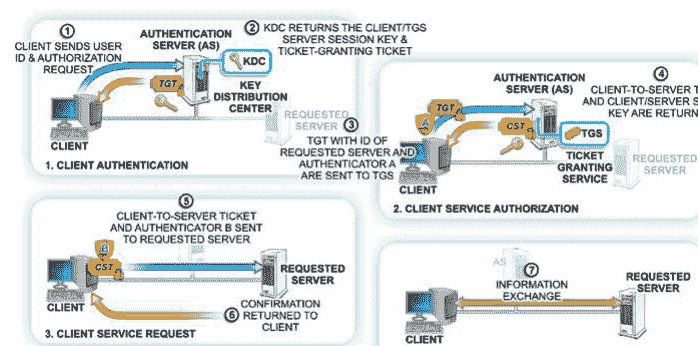 1
CLIENT SENDS USER
ID & AUTHORIZATION
REQUEST
AUTHENTICATION
SERVER (AS)
2 KDC RETURNS THE CLIENT/TGS
SERVER SESSION KEY &
TICKET-GRANTING TICKET
KDC
TGT
KEY
DISTRIBUTION
CENTER
REQUESTED
SERVER
CLIENT
1. CLIENT AUTHENTICATION
3
TGT WITH ID OF
REQUESTED SERVER AND
AUTHENTICATOR A
ARE SENT TO TGS
AUTHENTICATION
SERVER (AS)
4
CLIENT-TO-SERVER T
AND CLIENT/SERVER S
KEY ARE RETURN
TGT
A
CST
TGS
TICKET
GRANTING
SERVICE
REQUESTED
SERVER
CLIENT
2. CLIENT SERVICE AUTHORIZATION
5
CLIENT-TO-SERVER TICKET
AND AUTHENTICATOR B SENT
TO REQUESTED SERVER
B
CST
REQUESTED
SERVER
CLIENT
6 CONFIRMATION
RETURNED TO
CLIENT
3. CLIENT SERVICE REQUEST
AS
7
INFORMATION
EXCHANGE
REQUESTED
SERVER
CLIENT